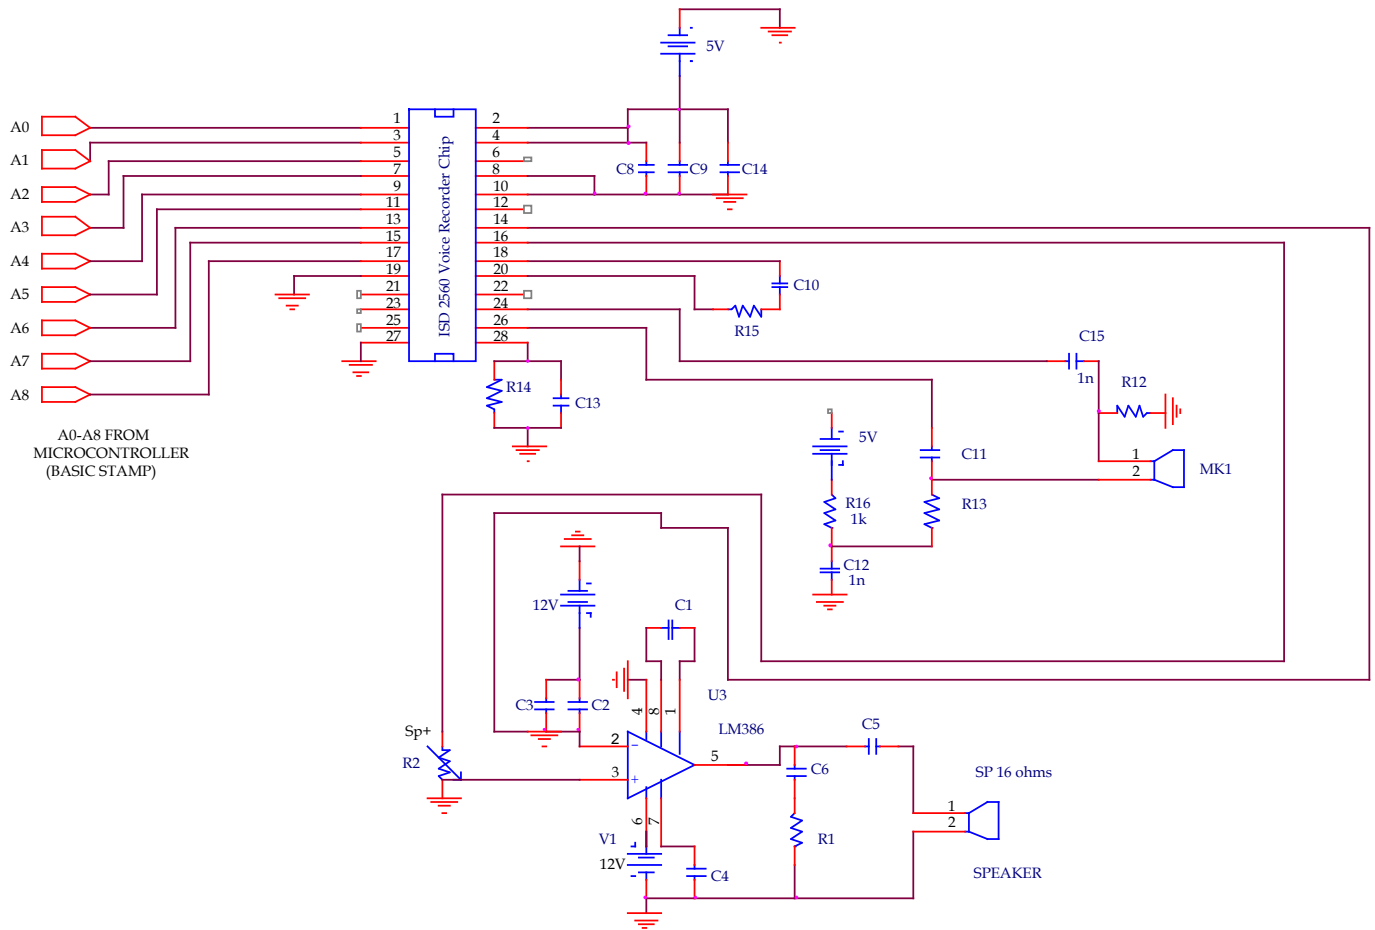 5V
A0
A1
A2
A3
A4
A5
A6
A7
A8
1
3
5
7
9
11
13
15
17
19
21
23
25
27
ISD 2560 Voice Recorder Chip
2
4
6
8
10
12
14
16
18
20
22
24
26
28
C8
C9
C14
C10
R15
R14
C13
A0-A8 FROM
MICROCONTROLLER
(BASIC STAMP)
C15
1n
R12
1
2
MK1
5V
C11
R16
1k
R13
C12
1n
12V
C1
C3
C2
4
8
1
U3
LM386
Sp+
R2
2
3
−
+
5
6
7
V1
12V
C4
C5
C6
R1
SP 16 ohms
1
2
SPEAKER